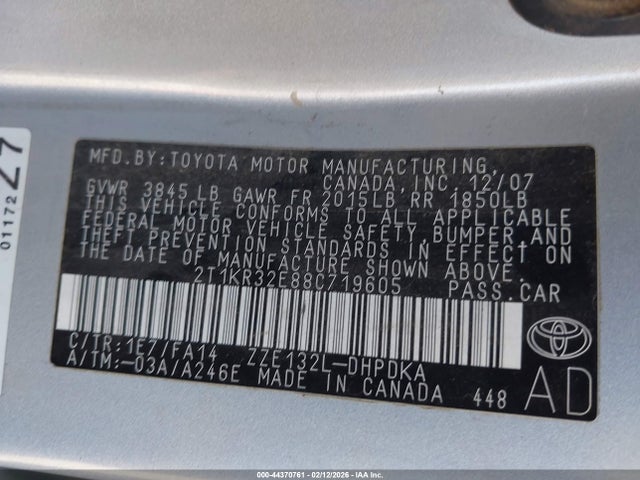 MFD.BY:TOYOTA MOTOR MANUFACTURING,
CANADA, INC. 12/07
GVWR 3845 LB GAWR FR 2015LB RR 1850LB
THIS VEHICLE CONFORMS TO ALL APPLICABLE
FEDERAL MOTOR VEHICLE SAFETY, BUMPER, AND
THEFT PREVENTION STANDARDS IN EFFECT ON
THE DATE OF MANUFACTURE SHOWN ABOVE.
2T1KR32E88C719605 PASS.CAR
C/TR:1E7/FA14 ZZE132L-DHPDKA
A/TM:-03A/A246E MADE IN CANADA 448
AD
01172
Z7
000-44370761 - 02/12/2026 - IAA Inc.